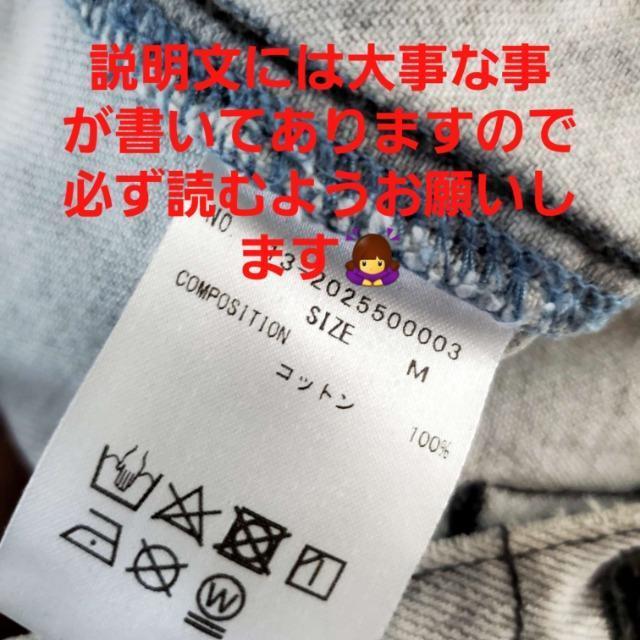 説明文には大事な事
が書いてありますので
必ず読むようお願いし
ます🙇‍♀️
NO. 3-2025500003
SIZE M
COMPOSITION
コットン 100%
W